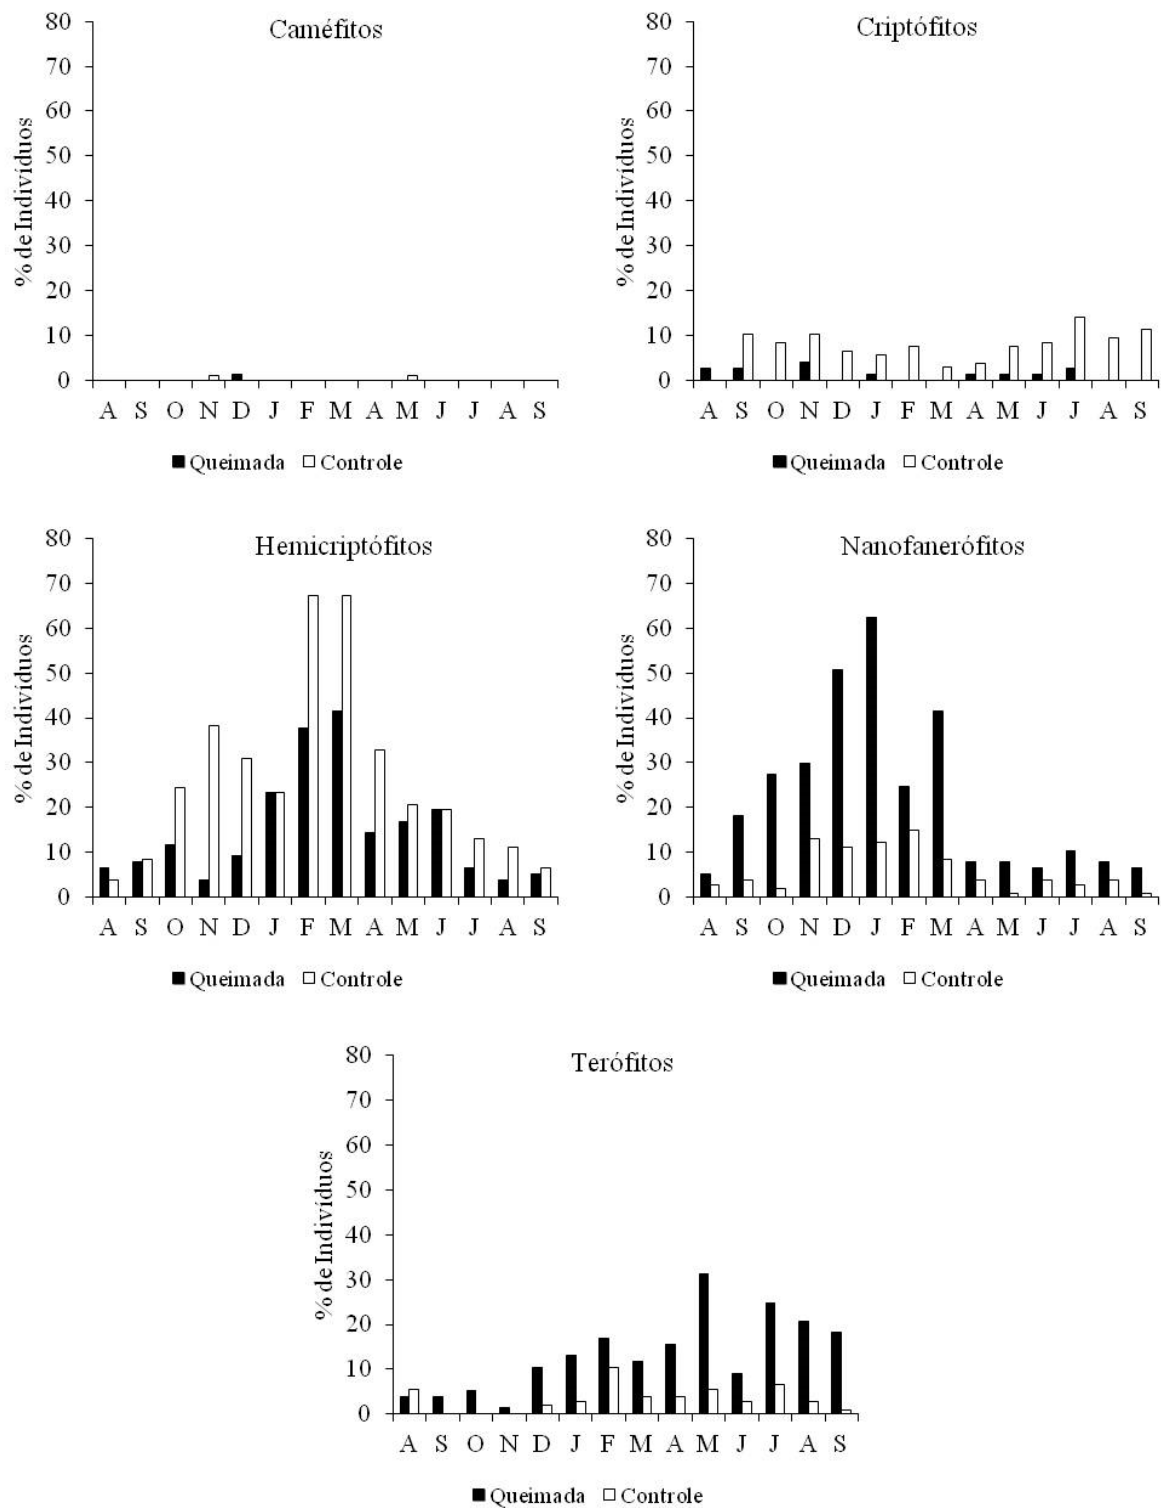 Caméfitos
% de Indivíduos
80
70
60
50
40
30
20
10
0
A S O N D J F M A M J J A S
Queimada Controle
Criptófitos
% de Indivíduos
80
70
60
50
40
30
20
10
0
A S O N D J F M A M J J A S
Queimada Controle
Hemicriptófitos
% de Indivíduos
80
70
60
50
40
30
20
10
0
A S O N D J F M A M J J A S
Queimada Controle
Nanofanerófitos
% de Indivíduos
80
70
60
50
40
30
20
10
0
A S O N D J F M A M J J A S
Queimada Controle
Terófitos
% de Indivíduos
80
70
60
50
40
30
20
10
0
A S O N D J F M A M J J A S
Queimada Controle